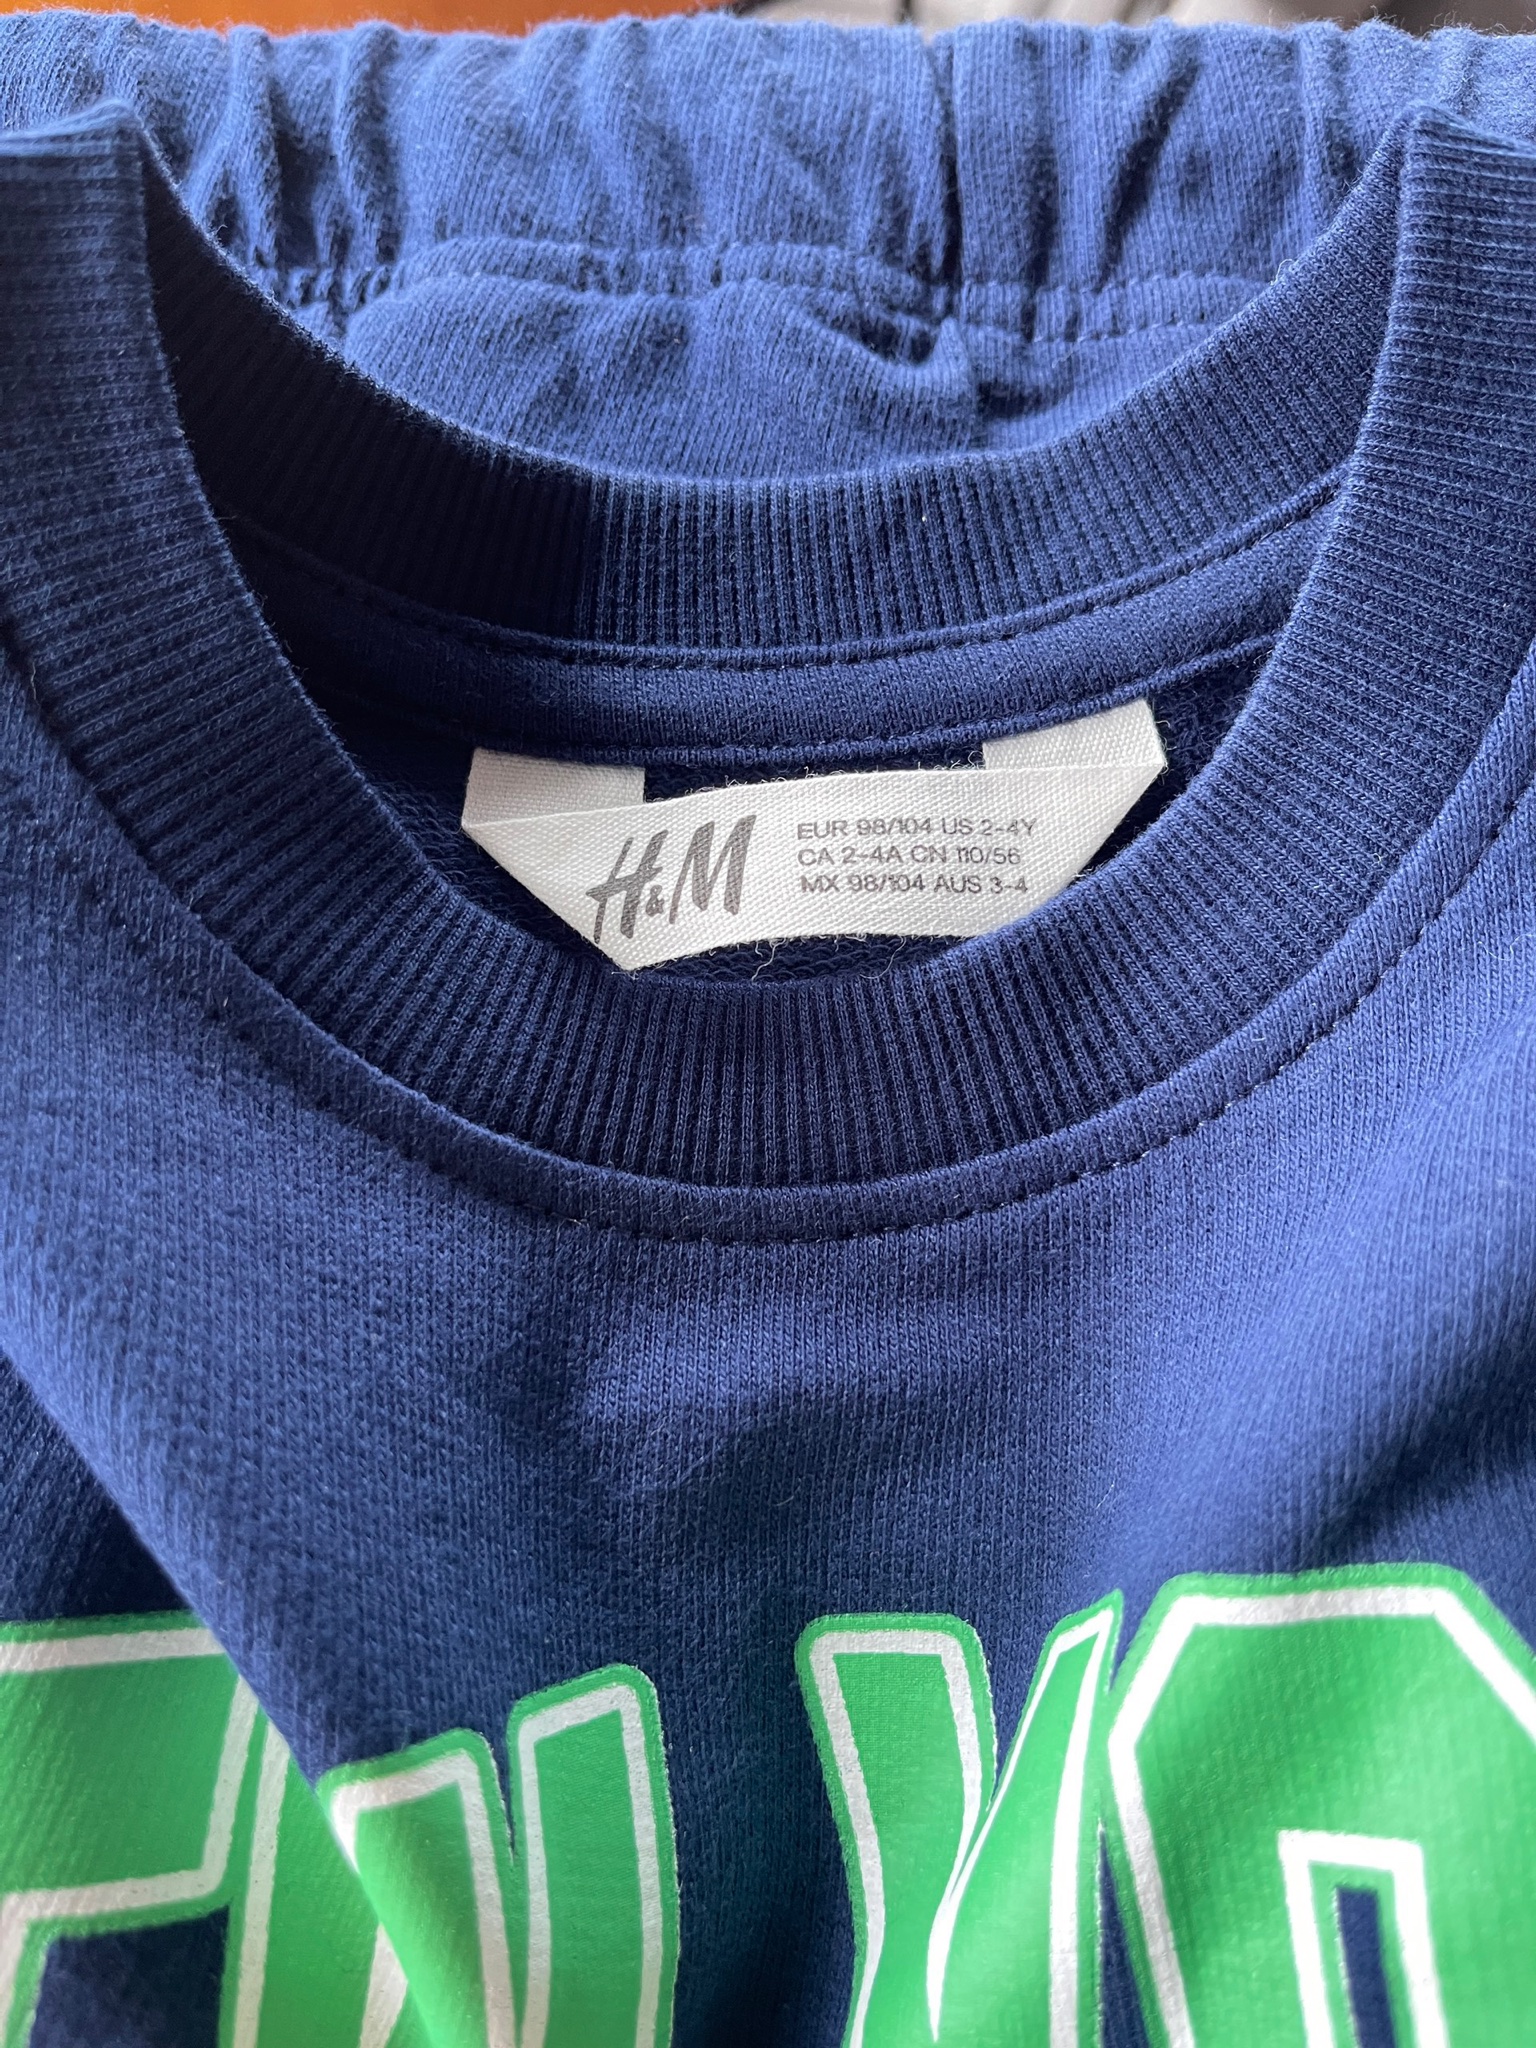 H&M
EUR 98/104 US 2-4Y
CA 2-4A CN 110/56
MX 98/104 AUS 3-4